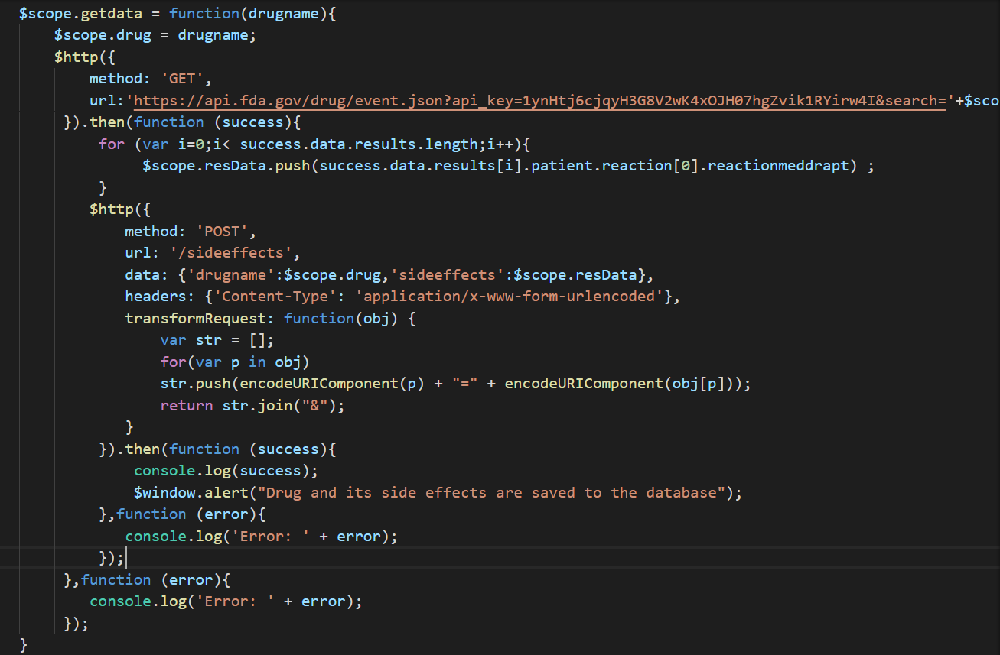 $scope.getdata = function(drugname){
$scope.drug = drugname;
$http({
method: 'GET',
url:'https://api.fda.gov/drug/event.json?api_key=1ynHtj6cjqyH3G8V2wK4xOJH07hgZvik1RYirw4I&search='+$sco
}).then(function (success){
for (var i=0;i< success.data.results.length;i++){
$scope.resData.push(success.data.results[i].patient.reaction[0].reactionmeddrapt) ;
}
$http({
method: 'POST',
url: '/sideeffects',
data: {'drugname':$scope.drug,'sideeffects':$scope.resData},
headers: {'Content-Type': 'application/x-www-form-urlencoded'},
transformRequest: function(obj) {
var str = [];
for(var p in obj)
str.push(encodeURIComponent(p) + "=" + encodeURIComponent(obj[p]));
return str.join("&");
}
}).then(function (success){
console.log(success);
$window.alert("Drug and its side effects are saved to the database");
},function (error){
console.log('Error: ' + error);
});
},function (error){
console.log('Error: ' + error);
});
}